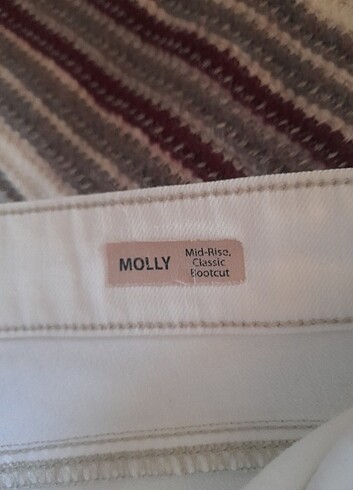 MOLLY
Mid-Rise,
Classic
Bootcut